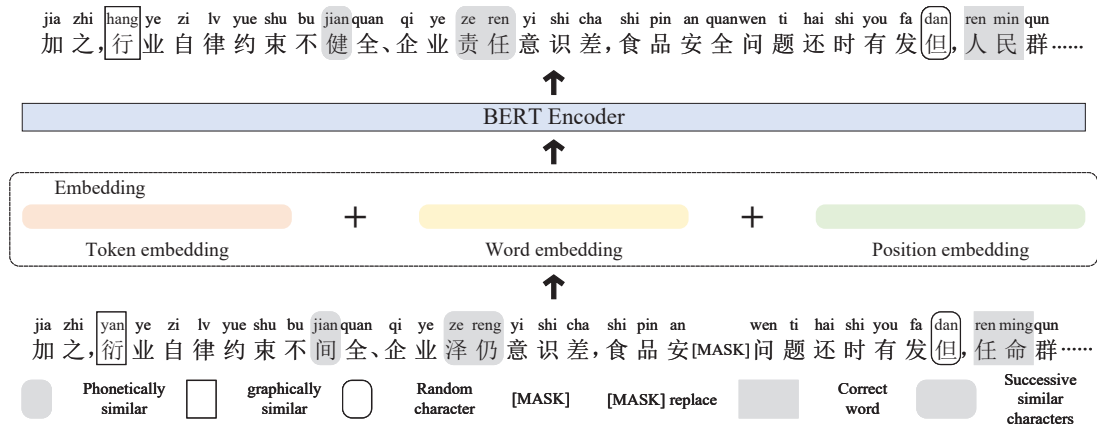 jia zhi hang ye zi lv yue shu bu jian quan qi ye ze ren yi shi cha shi pin an quan wen ti hai shi you fa dan ren min qun
加之,行业自律约束不健全、企业责任意识差,食品安全问题还时有发但,人民群……
BERT Encoder
Embedding
+ +
Token embedding Word embedding Position embedding
jia zhi yan ye zi lv yue shu bu jian quan qi ye ze reng yi shi cha shi pin an wen ti hai shi you fa dan ren ming qun
加之,衍业自律约束不间全、企业泽仍意识差,食品安[MASK]问题还时有发但,任命群……
Phonetically similar
graphically similar
Random character
[MASK] [MASK] replace
Correct word
Successive similar characters